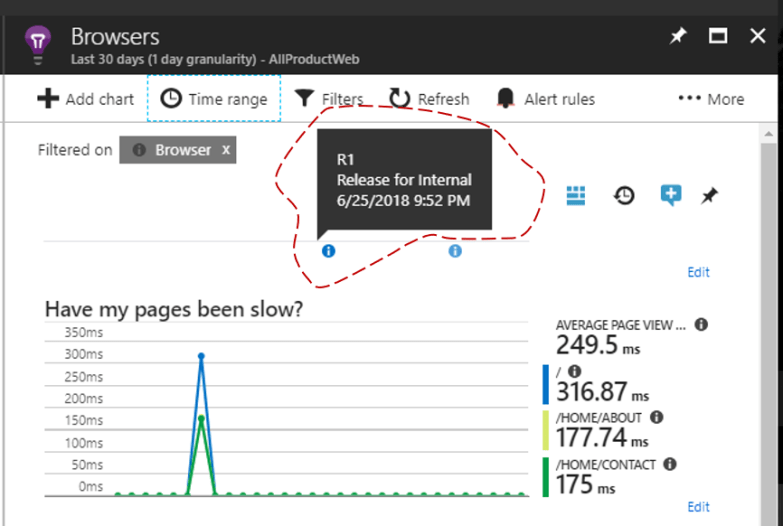 Browsers
Last 30 days (1 day granularity) - AllProductWeb
Add chart Time range Filters Refresh Alert rules More
Filtered on Browser x
R1
Release for Internal
6/25/2018 9:52 PM
Edit
Have my pages been slow?
350ms
300ms
250ms
200ms
150ms
100ms
50ms
0ms
AVERAGE PAGE VIEW ...
249.5 ms
/
316.87 ms
/HOME/ABOUT
177.74 ms
/HOME/CONTACT
175 ms
Edit